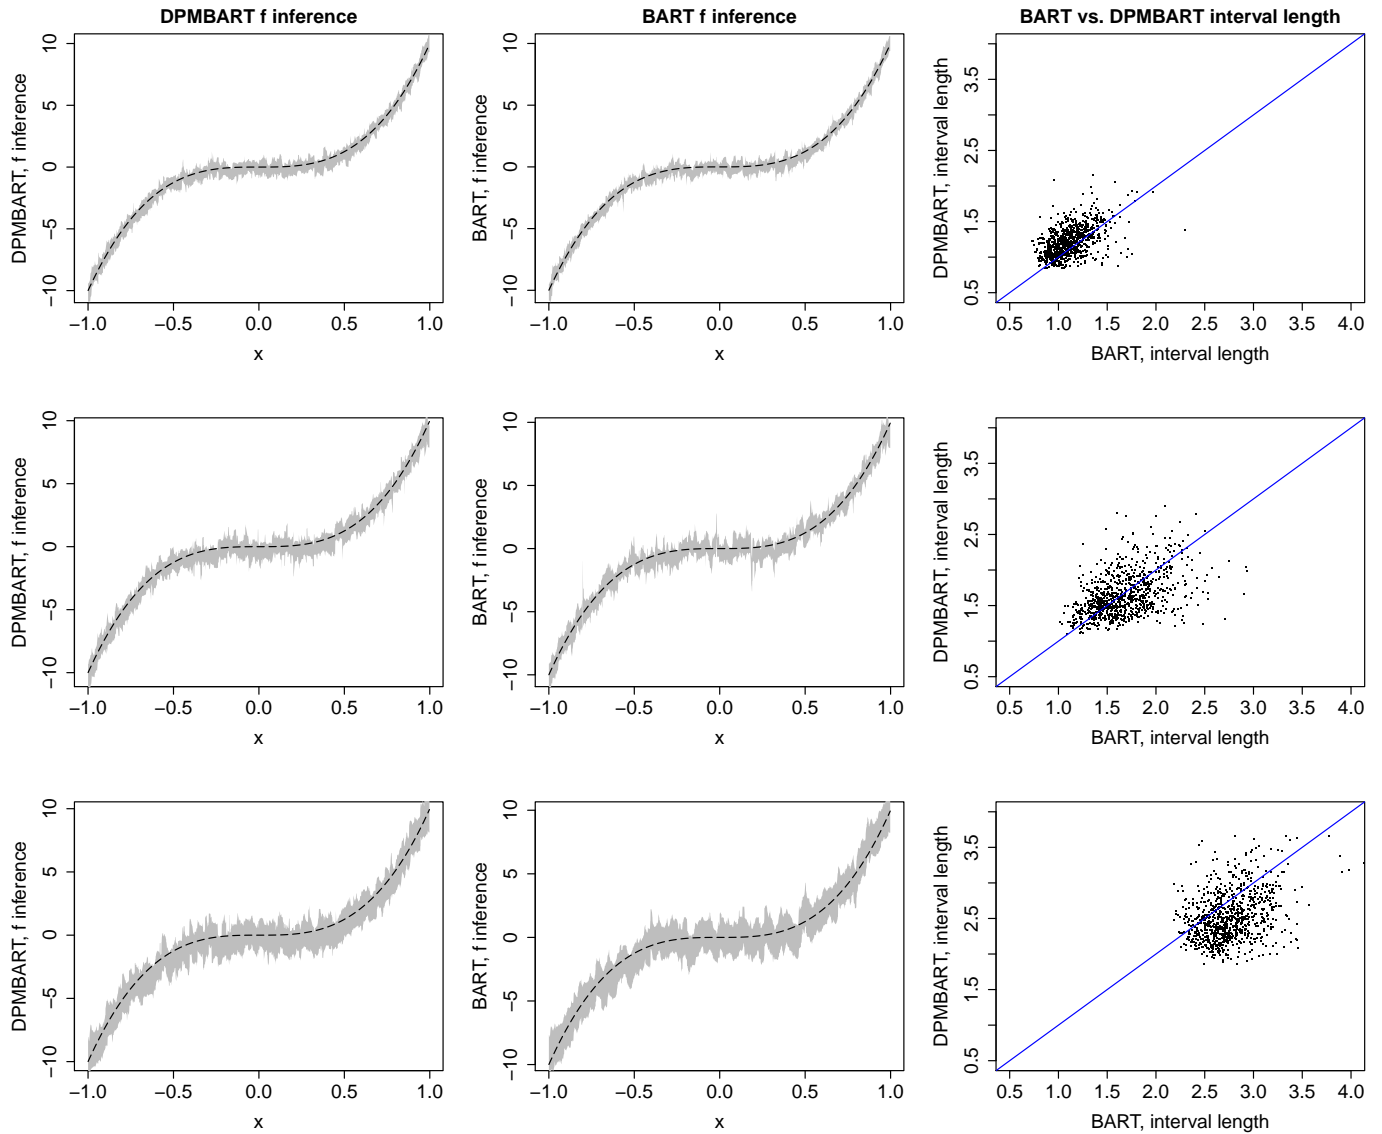 DPMBART f inference
BART f inference
BART vs. DPMBART interval length
DPMBART, f inference
−10 −5 0 5 10
−1.0 −0.5 0.0 0.5 1.0
x
BART, f inference
−10 −5 0 5 10
−1.0 −0.5 0.0 0.5 1.0
x
DPMBART, interval length
0.5 1.5 2.5 3.5
0.5 1.0 1.5 2.0 2.5 3.0 3.5 4.0
BART, interval length
DPMBART, f inference
−10 −5 0 5 10
−1.0 −0.5 0.0 0.5 1.0
x
BART, f inference
−10 −5 0 5 10
−1.0 −0.5 0.0 0.5 1.0
x
DPMBART, interval length
0.5 1.5 2.5 3.5
0.5 1.0 1.5 2.0 2.5 3.0 3.5 4.0
BART, interval length
DPMBART, f inference
−10 −5 0 5 10
−1.0 −0.5 0.0 0.5 1.0
x
BART, f inference
−10 −5 0 5 10
−1.0 −0.5 0.0 0.5 1.0
x
DPMBART, interval length
0.5 1.5 2.5 3.5
0.5 1.0 1.5 2.0 2.5 3.0 3.5 4.0
BART, interval length